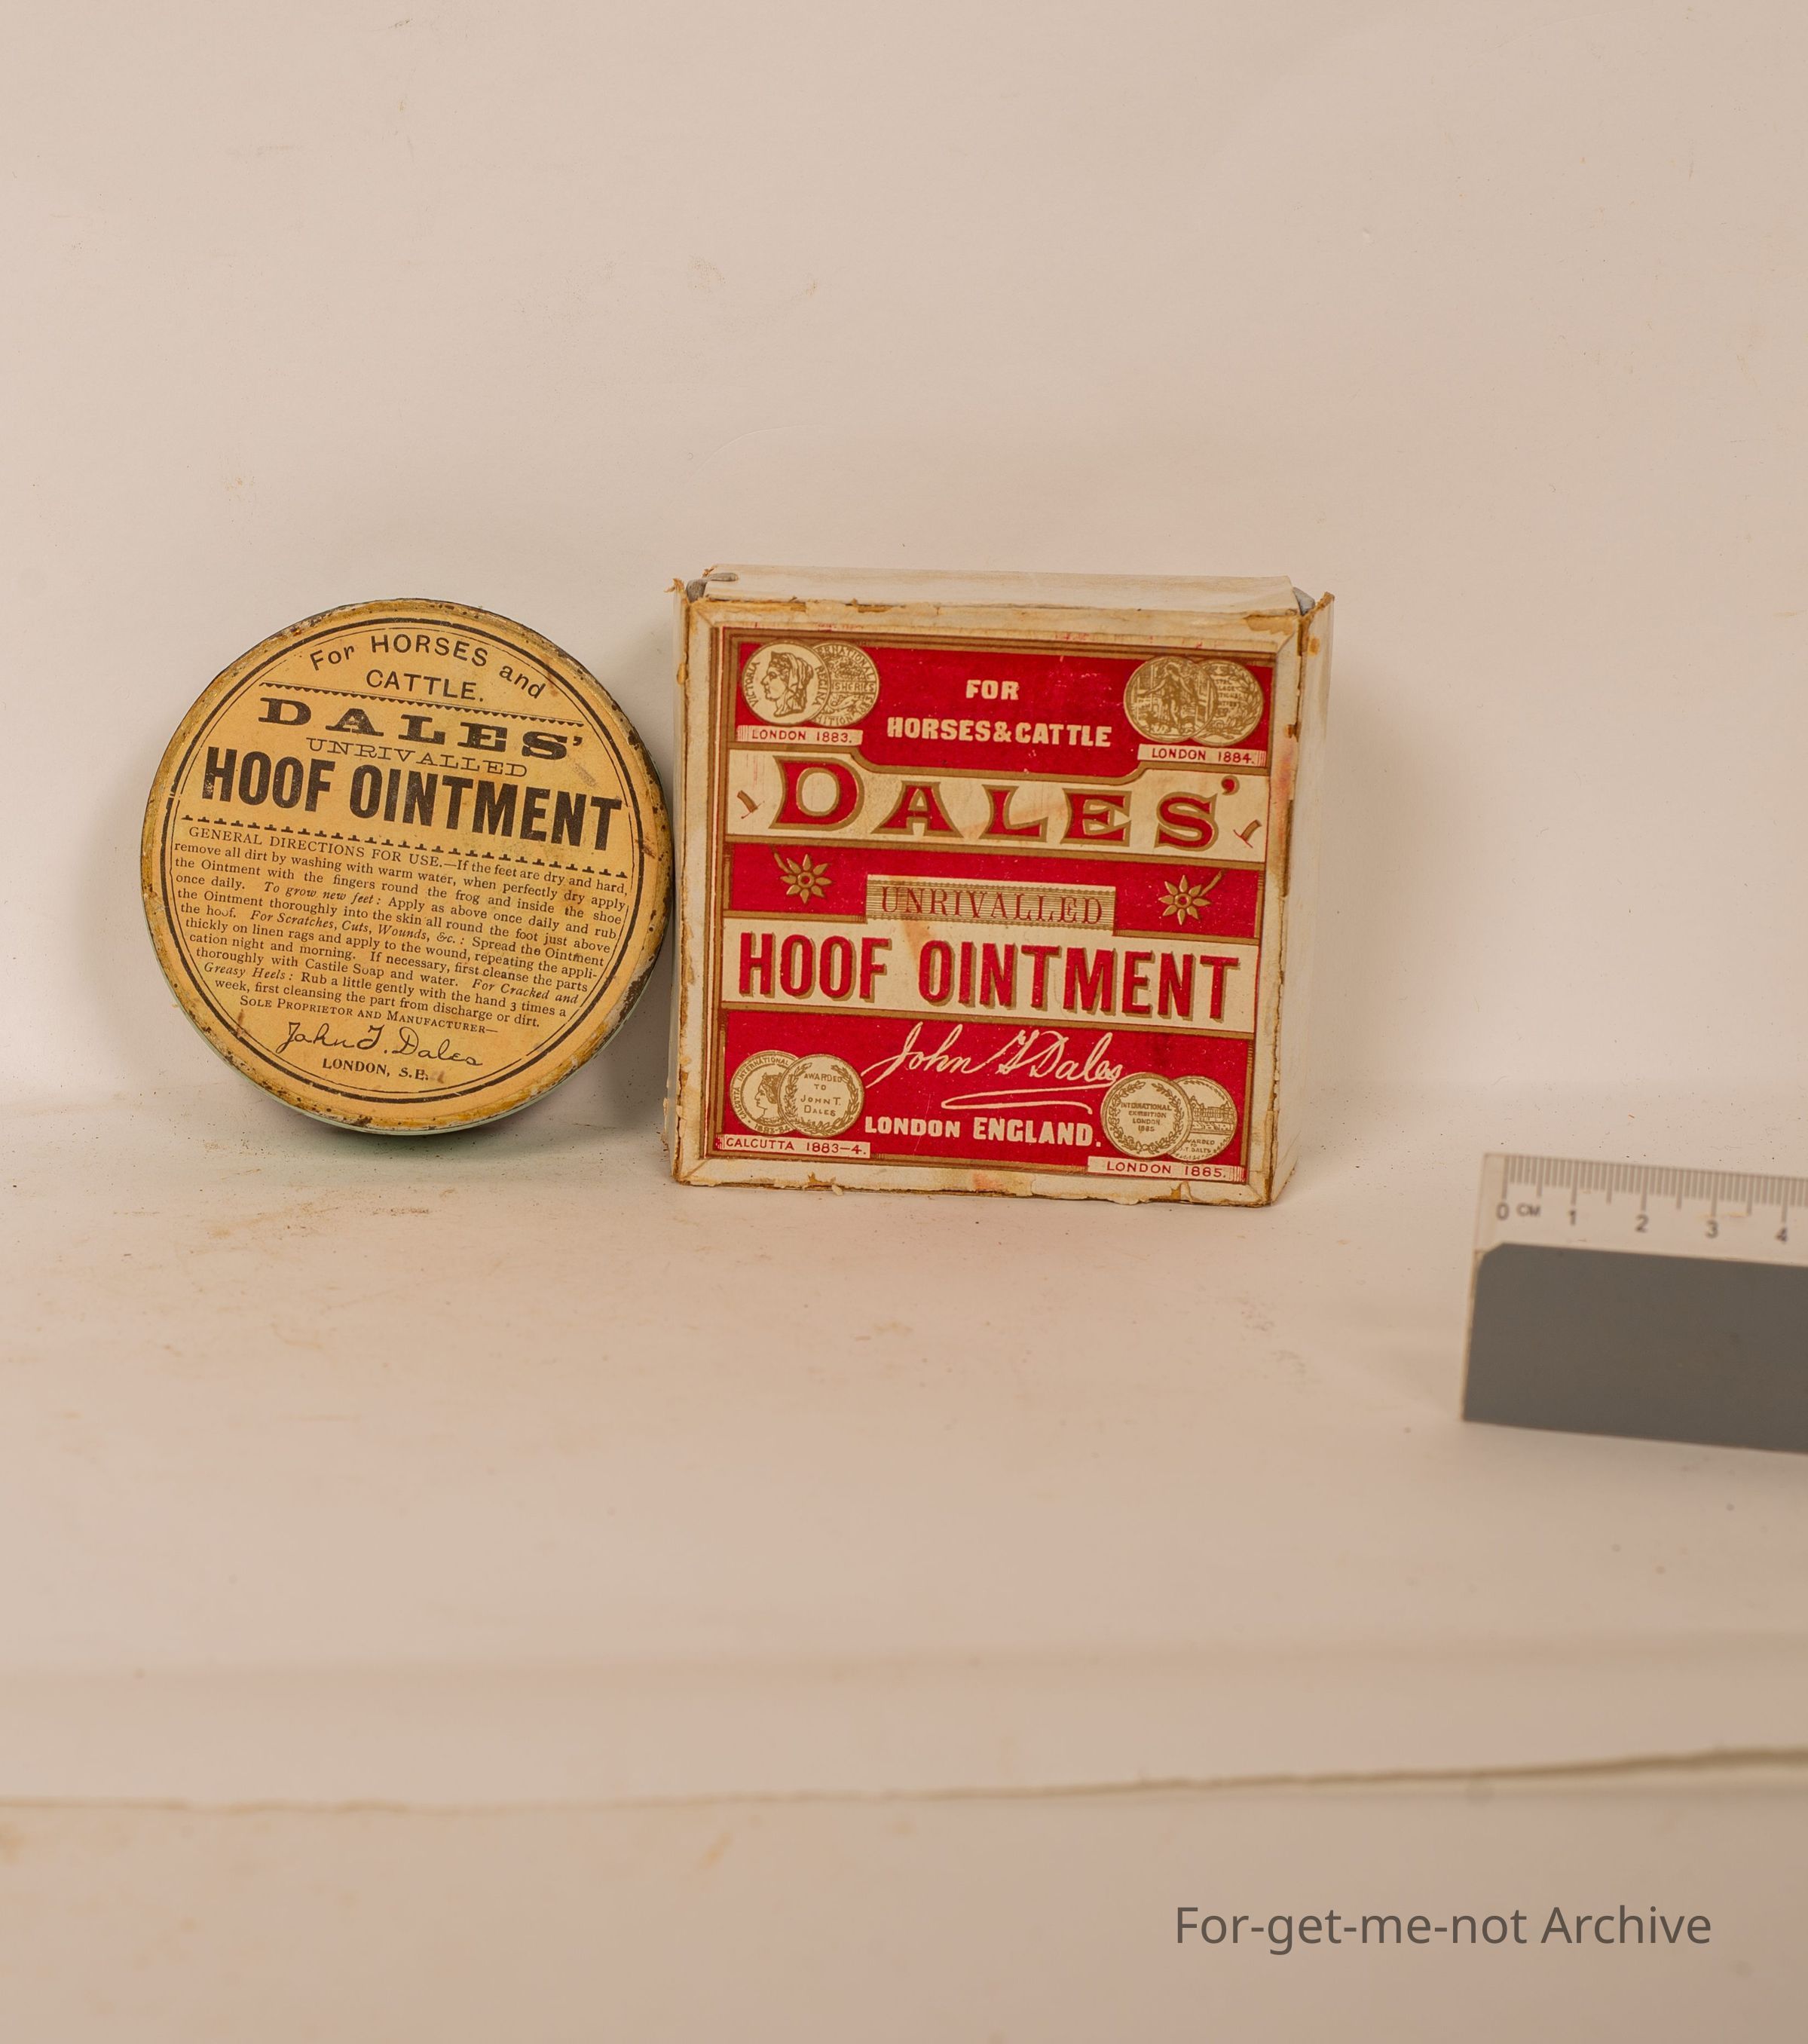 For HORSES and
CATTLE.
DALES'
UNRIVALLED
HOOF OINTMENT
GENERAL DIRECTIONS FOR USE.—If the feet are dry and hard,
remove all dirt by washing with warm water, when perfectly dry apply
the Ointment with the fingers round the frog and inside the shoe
once daily. To grow new feet: Apply as above once daily and rub
the Ointment thoroughly into the skin all round the foot just above
the hoof. For Scratches, Cuts, Wounds, &c.: Spread the Ointment
thickly on linen rags and apply to the wound, repeating the appli-
cation night and morning. If necessary, first cleanse the parts
thoroughly with Castile Soap and water. For Cracked and
Greasy Heels: Rub a little gently with the hand 3 times a
week, first cleansing the part from discharge or dirt.
SOLE PROPRIETOR AND MANUFACTURER—
John T. Dales
LONDON, S.E.
VICTORIA REGINA
LONDON 1883.
FOR
HORSES & CATTLE
LONDON 1884.
DALES'
UNRIVALLED
HOOF OINTMENT
John T Dales
LONDON ENGLAND.
CALCUTTA INTERNATIONAL
AWARDED
TO
JOHN T.
DALES
CALCUTTA 1883–4.
INTERNATIONAL
EXHIBITION
LONDON
1885
LONDON 1885.
0 CM 1 2 3 4
For-get-me-not Archive